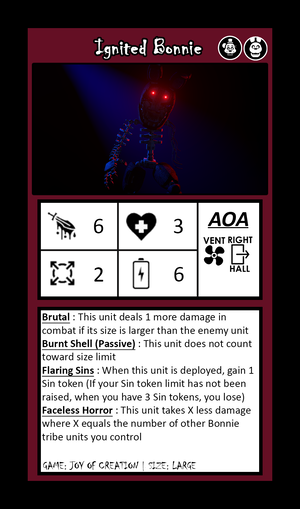 Ignited Bonnie
6
3
AOA
VENT RIGHT
HALL
2
6
Brutal : This unit deals 1 more damage in
combat if its size is larger than the enemy unit
Burnt Shell (Passive) : This unit does not count
toward size limit
Flaring Sins : When this unit is deployed, gain 1
Sin token (If your Sin token limit has not been
raised, when you have 3 Sin tokens, you lose)
Faceless Horror : This unit takes X less damage
where X equals the number of other Bonnie
tribe units you control
GAME: JOY OF CREATION | SIZE: LARGE